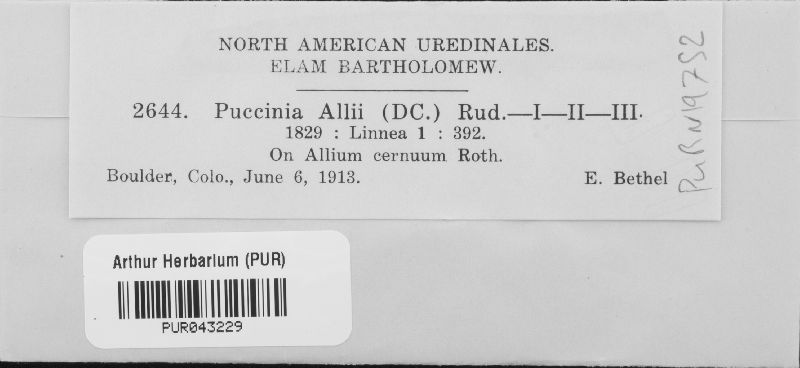 NORTH AMERICAN UREDINALES.
ELAM BARTHOLOMEW.
2644. Puccinia Allii (DC.) Rud.—I—II—III.
1829 : Linnea 1 : 392.
On Allium cernuum Roth.
Boulder, Colo., June 6, 1913. E. Bethel
PURN19752
Arthur Herbarium (PUR)
PUR043229